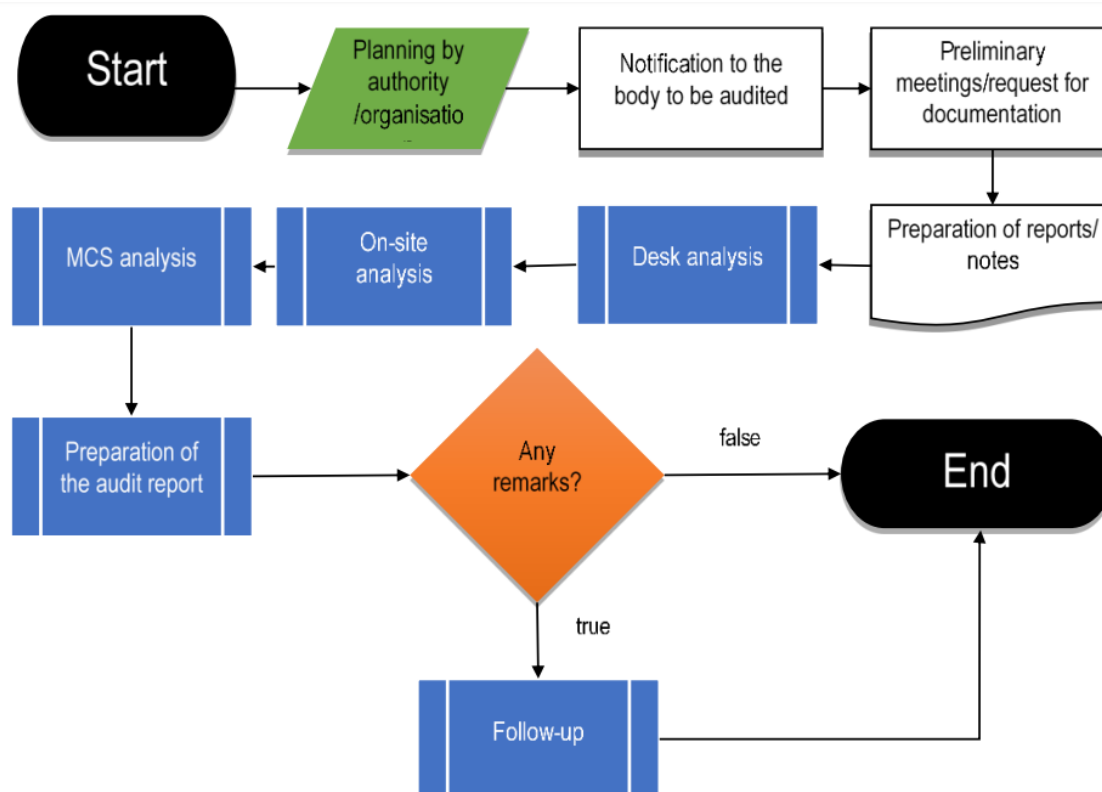 Start
Planning by
authority
/organisatio
Notification to the
body to be audited
Preliminary
meetings/request for
documentation
MCS analysis
On-site
analysis
Desk analysis
Preparation of reports/
notes
Preparation of
the audit report
Any
remarks?
false
End
true
Follow-up